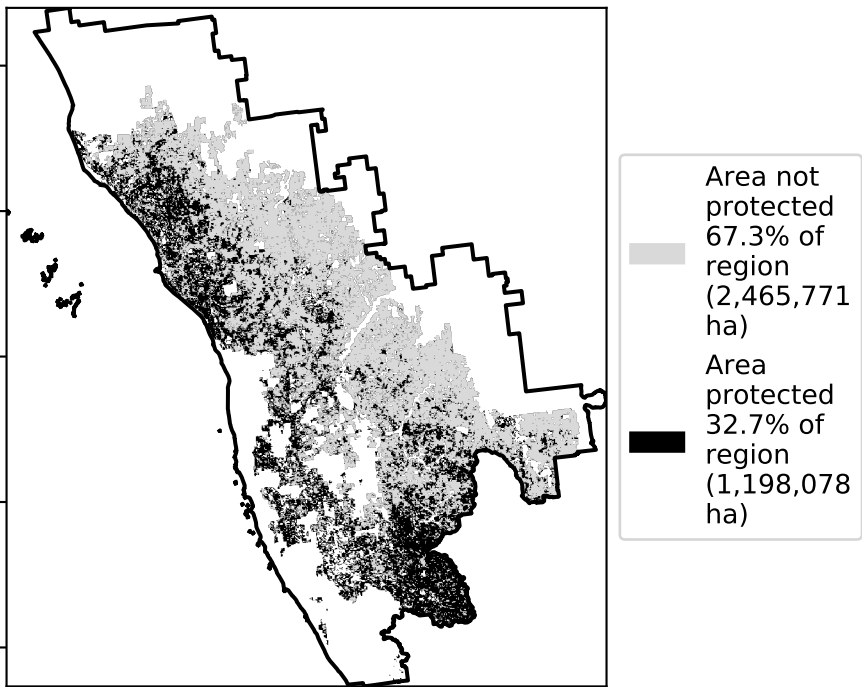 Area not
protected
67.3% of
region
(2,465,771
ha)
Area
protected
32.7% of
region
(1,198,078
ha)